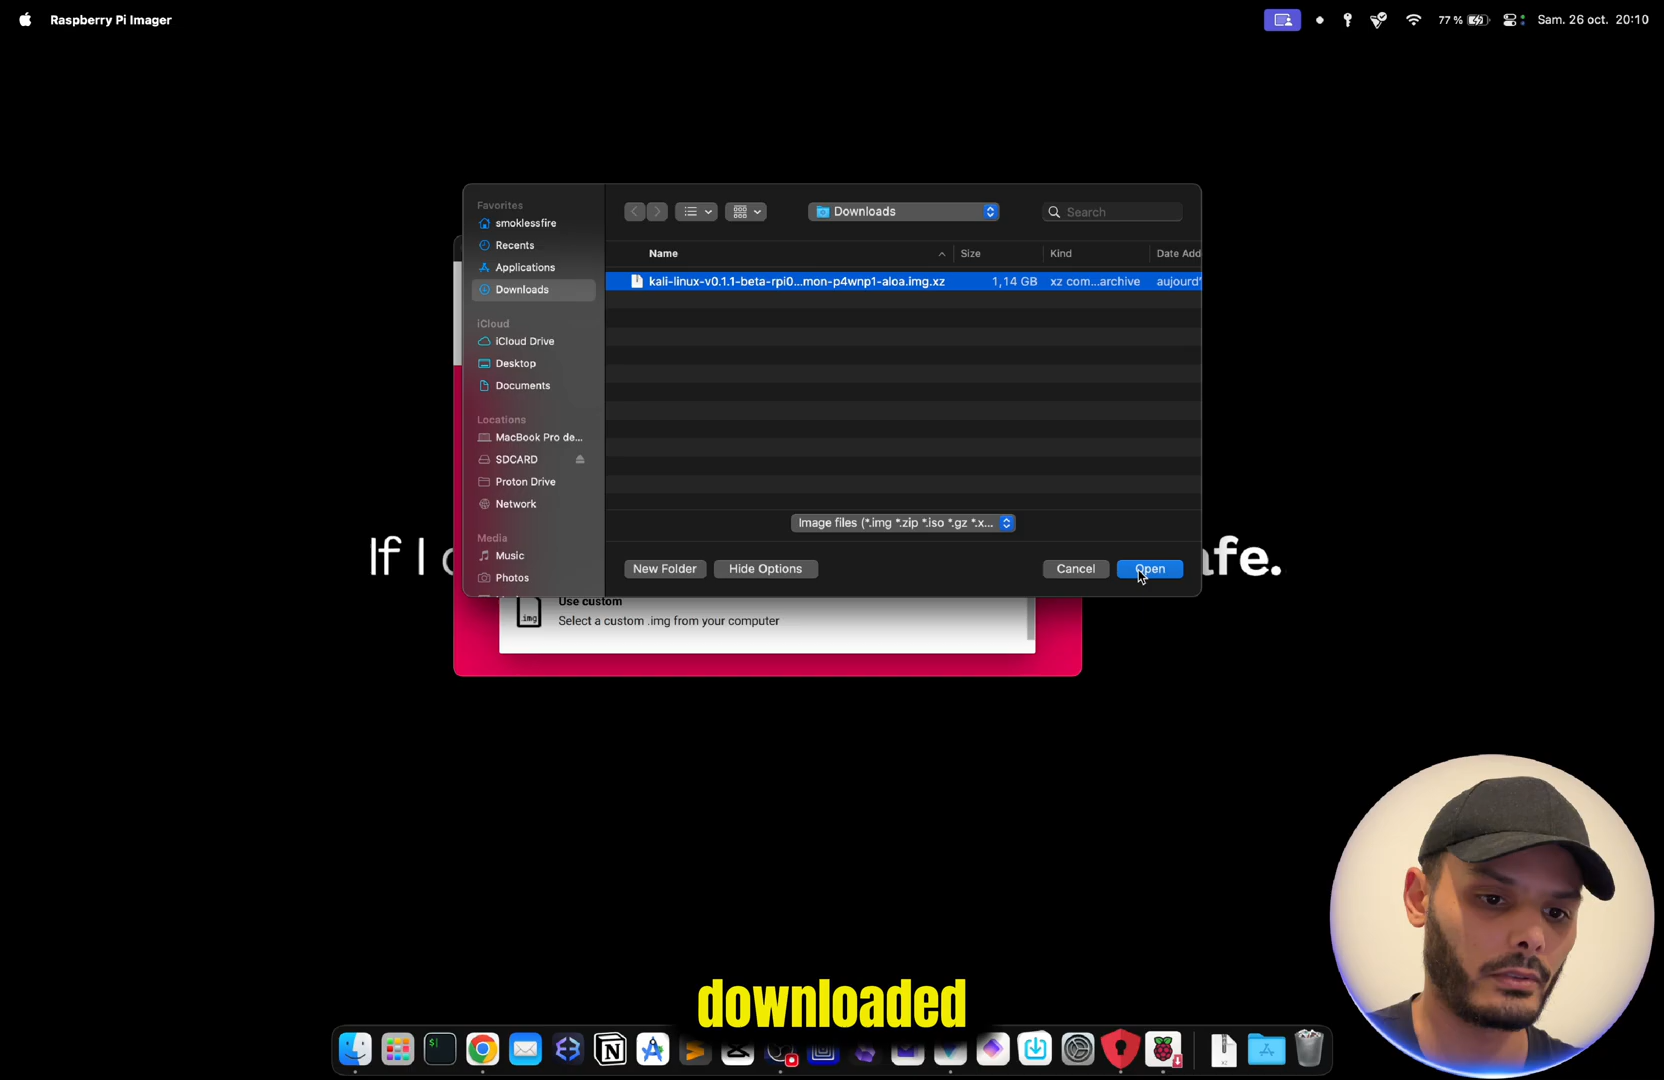 Raspberry Pi Imager
77 %
Sam. 26 oct. 20:10
Favorites
smoklessfire
Recents
Applications
Downloads
iCloud
iCloud Drive
Desktop
Documents
Locations
MacBook Pro de...
SDCARD
Proton Drive
Network
Media
Music
Photos
Downloads
Search
Name
Size
Kind
Date Add
kali-linux-v0.1.1-beta-rpi0...mon-p4wnp1-aloa.img.xz
1,14 GB
xz com...archive
aujourd'
Image files (*.img *.zip *.iso *.gz *.x...
New Folder
Hide Options
Cancel
Open
If I
fe.
.img
Use custom
Select a custom .img from your computer
downloaded
$|
N
XZ